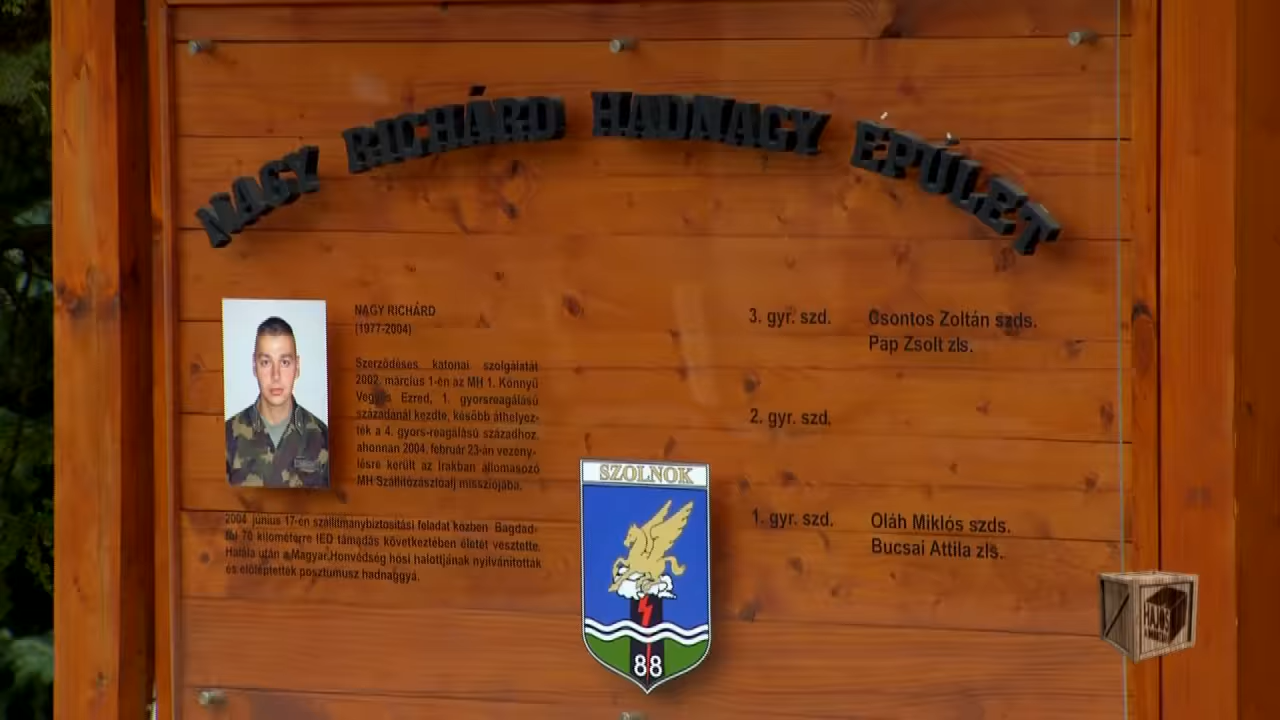 NAGY RICHÁRD HADNAGY ÉPÜLET
NAGY RICHÁRD
(1977-2004)
Szerződéses katonai szolgálatát
2002. március 1-én az MH 1. Könnyű
Vegyes Ezred, 1. gyorsreagálású
századánál kezdte, később áthelyez-
ték a 4. gyors-reagálású századhoz,
ahonnan 2004. február 23-án vezény-
lésre került az Irakban állomásozó
MH Szállítózászlóalj missziójába.
2004. június 17-én szállítmánybiztosítási feladat közben Bagdad-
tól 70 kilométerre IED támadás következtében életét vesztette.
Halála után a Magyar Honvédség hősi halottjának nyilvánították
és előléptették posztumusz hadnaggyá.
SZOLNOK
88
3. gyr. szd. Csontos Zoltán szds.
Pap Zsolt zls.
2. gyr. szd.
1. gyr. szd. Oláh Miklós szds.
Bucsai Attila zls.
HAJÓS